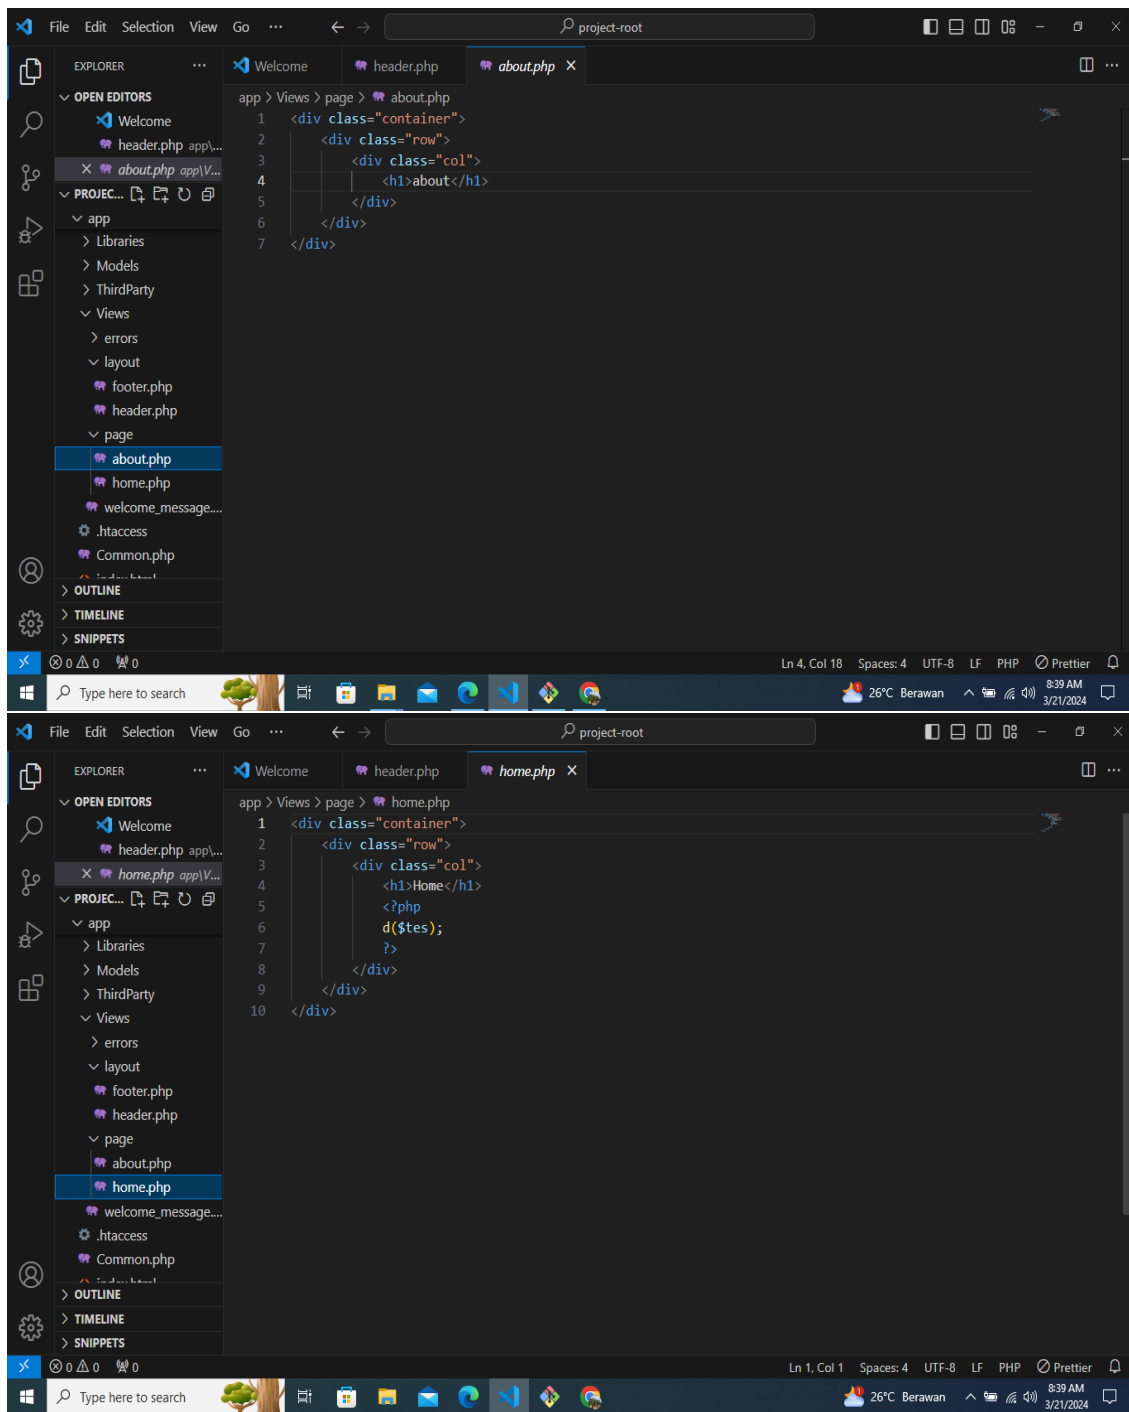 File Edit Selection View Go ··· project-root
EXPLORER ··· Welcome header.php about.php
OPEN EDITORS
app > Views > page > about.php
Welcome
header.php app\...
about.php app\V...
PROJEC...
app
Libraries
Models
ThirdParty
Views
errors
layout
footer.php
header.php
page
about.php
home.php
welcome_message....
.htaccess
Common.php
index.html
OUTLINE
TIMELINE
SNIPPETS
1 <div class="container">
2 <div class="row">
3 <div class="col">
4 <h1>about</h1>
5 </div>
6 </div>
7 </div>
0 0 0 Ln 4, Col 18 Spaces: 4 UTF-8 LF PHP Prettier
Type here to search 26°C Berawan 8:39 AM
3/21/2024
File Edit Selection View Go ··· project-root
EXPLORER ··· Welcome header.php home.php
OPEN EDITORS
app > Views > page > home.php
Welcome
header.php app\...
home.php app\V...
PROJEC...
app
Libraries
Models
ThirdParty
Views
errors
layout
footer.php
header.php
page
about.php
home.php
welcome_message....
.htaccess
Common.php
index.html
OUTLINE
TIMELINE
SNIPPETS
1 <div class="container">
2 <div class="row">
3 <div class="col">
4 <h1>Home</h1>
5 <?php
6 d($tes);
7 ?>
8 </div>
9 </div>
10 </div>
0 0 0 Ln 1, Col 1 Spaces: 4 UTF-8 LF PHP Prettier
Type here to search 26°C Berawan 8:39 AM
3/21/2024